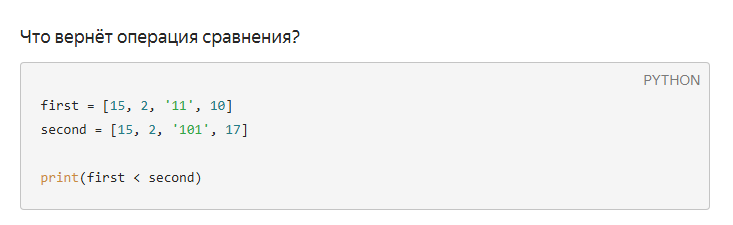 Что вернёт операция сравнения?
PYTHON
first = [15, 2, '11', 10]
second = [15, 2, '101', 17]
print(first < second)